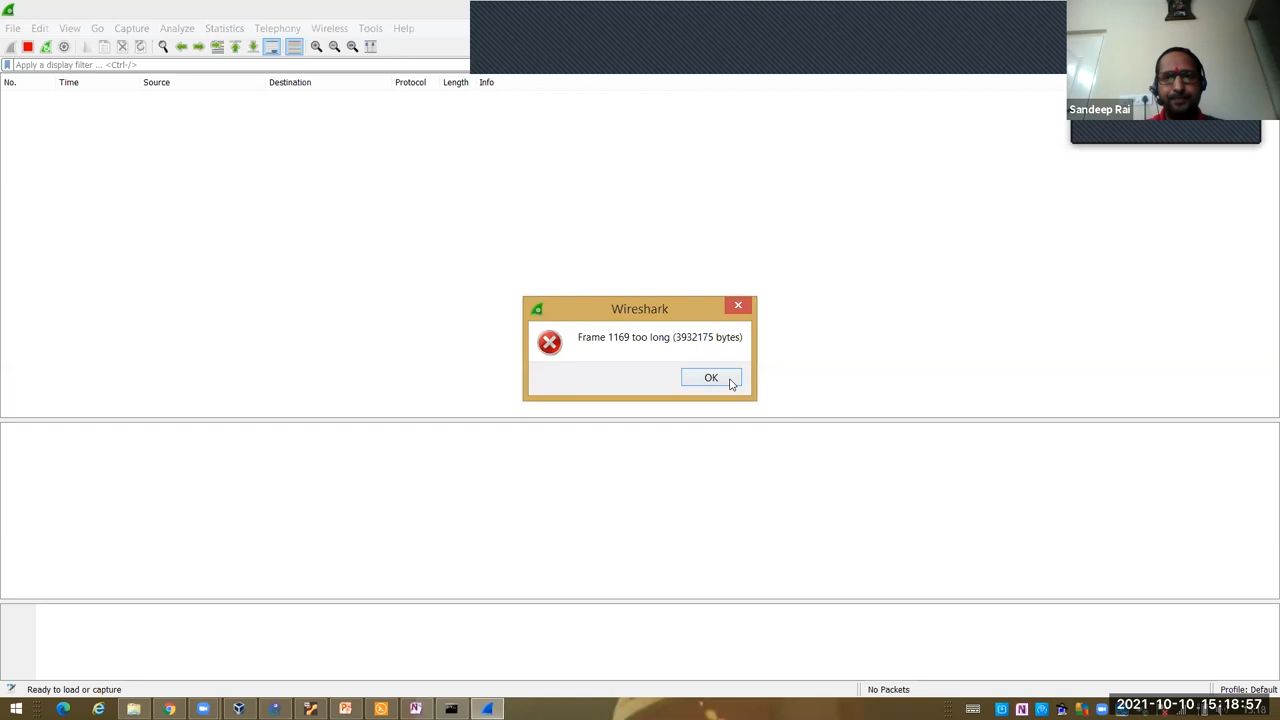 File Edit View Go Capture Analyze Statistics Telephony Wireless Tools Help
Apply a display filter ... <Ctrl-/>
No. Time Source Destination Protocol Length Info
Sandeep Rai
Wireshark
Frame 1169 too long (3932175 bytes)
OK
Ready to load or capture
No Packets
Profile: Default
2021-10-10 15:18:57